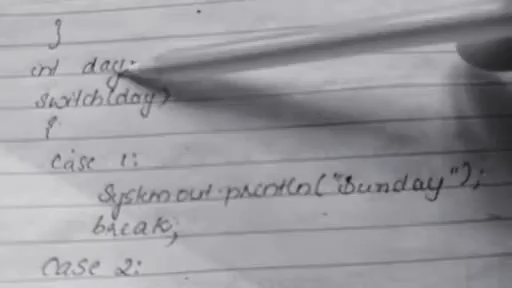 }
int day;
switch(day)
{
case 1:
System.out.println("Sunday");
break;
case 2: